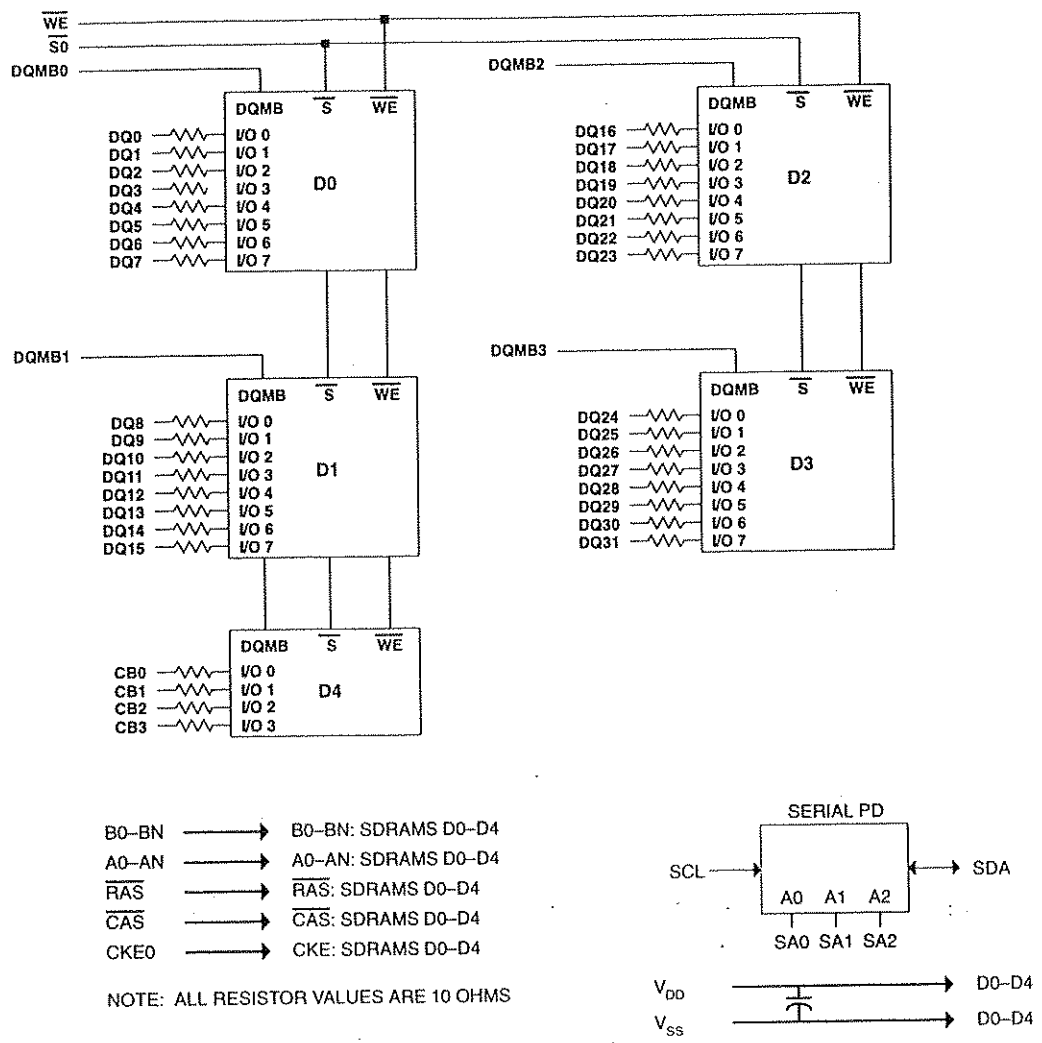 WE
S0
DQMB0
DQMB S WE
DQ0 I/O 0
DQ1 I/O 1
DQ2 I/O 2
DQ3 I/O 3
DQ4 I/O 4
DQ5 I/O 5
DQ6 I/O 6
DQ7 I/O 7
D0
DQMB2
DQMB S WE
DQ16 I/O 0
DQ17 I/O 1
DQ18 I/O 2
DQ19 I/O 3
DQ20 I/O 4
DQ21 I/O 5
DQ22 I/O 6
DQ23 I/O 7
D2
DQMB1
DQMB S WE
DQ8 I/O 0
DQ9 I/O 1
DQ10 I/O 2
DQ11 I/O 3
DQ12 I/O 4
DQ13 I/O 5
DQ14 I/O 6
DQ15 I/O 7
D1
DQMB3
DQMB S WE
DQ24 I/O 0
DQ25 I/O 1
DQ26 I/O 2
DQ27 I/O 3
DQ28 I/O 4
DQ29 I/O 5
DQ30 I/O 6
DQ31 I/O 7
D3
DQMB S WE
CB0 I/O 0
CB1 I/O 1
CB2 I/O 2
CB3 I/O 3
D4
B0–BN B0–BN: SDRAMS D0–D4
A0–AN A0–AN: SDRAMS D0–D4
RAS RAS: SDRAMS D0–D4
CAS CAS: SDRAMS D0–D4
CKE0 CKE: SDRAMS D0–D4
NOTE: ALL RESISTOR VALUES ARE 10 OHMS
SERIAL PD
SCL SDA
A0 A1 A2
SA0 SA1 SA2
VDD D0–D4
VSS D0–D4